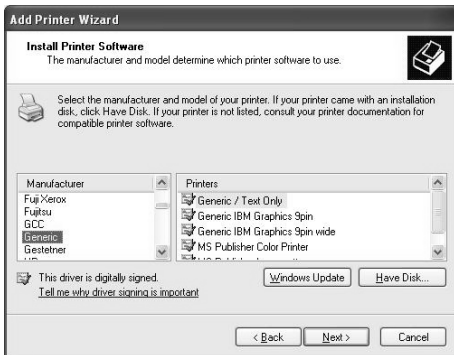 Add Printer Wizard
Install Printer Software
The manufacturer and model determine which printer software to use.
Select the manufacturer and model of your printer. If your printer came with an installation
disk, click Have Disk. If your printer is not listed, consult your printer documentation for
compatible printer software.
Manufacturer
Fuji Xerox
Fujitsu
GCC
Generic
Gestetner
Printers
Generic / Text Only
Generic IBM Graphics 9pin
Generic IBM Graphics 9pin wide
MS Publisher Color Printer
This driver is digitally signed.
Tell me why driver signing is important
Windows Update
Have Disk...
< Back
Next >
Cancel